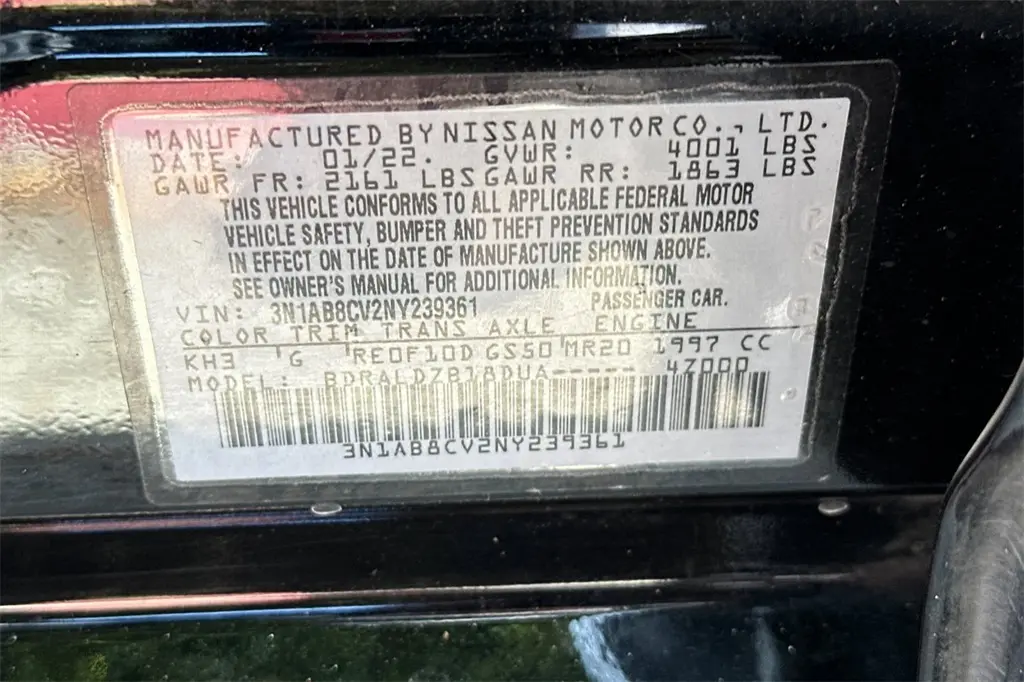 MANUFACTURED BY NISSAN MOTOR CO., LTD.
DATE: 01/22. GVWR: 4001 LBS
GAWR FR: 2161 LBS GAWR RR: 1863 LBS
THIS VEHICLE CONFORMS TO ALL APPLICABLE FEDERAL MOTOR
VEHICLE SAFETY, BUMPER AND THEFT PREVENTION STANDARDS
IN EFFECT ON THE DATE OF MANUFACTURE SHOWN ABOVE.
SEE OWNER'S MANUAL FOR ADDITIONAL INFORMATION.
VIN: 3N1AB8CV2NY239361 PASSENGER CAR.
COLOR TRIM TRANS AXLE ENGINE
KH3 'G 'RE0F10D GS50'MR20 1997 CC
MODEL: BDRALDZB18DUA----- 4Z000
3N1AB8CV2NY239361